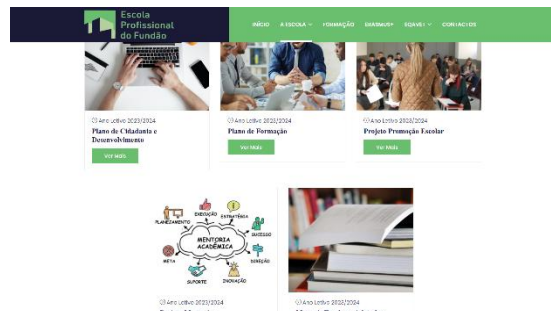 Escola
Profissional
do Fundão
INÍCIO A ESCOLA FORMAÇÃO ERASMUS+ EQAVET CONTACTOS
Ano Letivo 2023/2024
Plano de Cidadania e
Desenvolvimento
Ver Mais
Ano Letivo 2023/2024
Plano de Formação
Ver Mais
Ano Letivo 2023/2024
Projeto Promoção Escolar
Ver Mais
PLANEJAMENTO
EXECUÇÃO
ESTRATÉGIA
SUCESSO
MENTORIA
ACADÊMICA
META
DIREÇÃO
SUPORTE
INOVAÇÃO
Ano Letivo 2023/2024
Ano Letivo 2023/2024